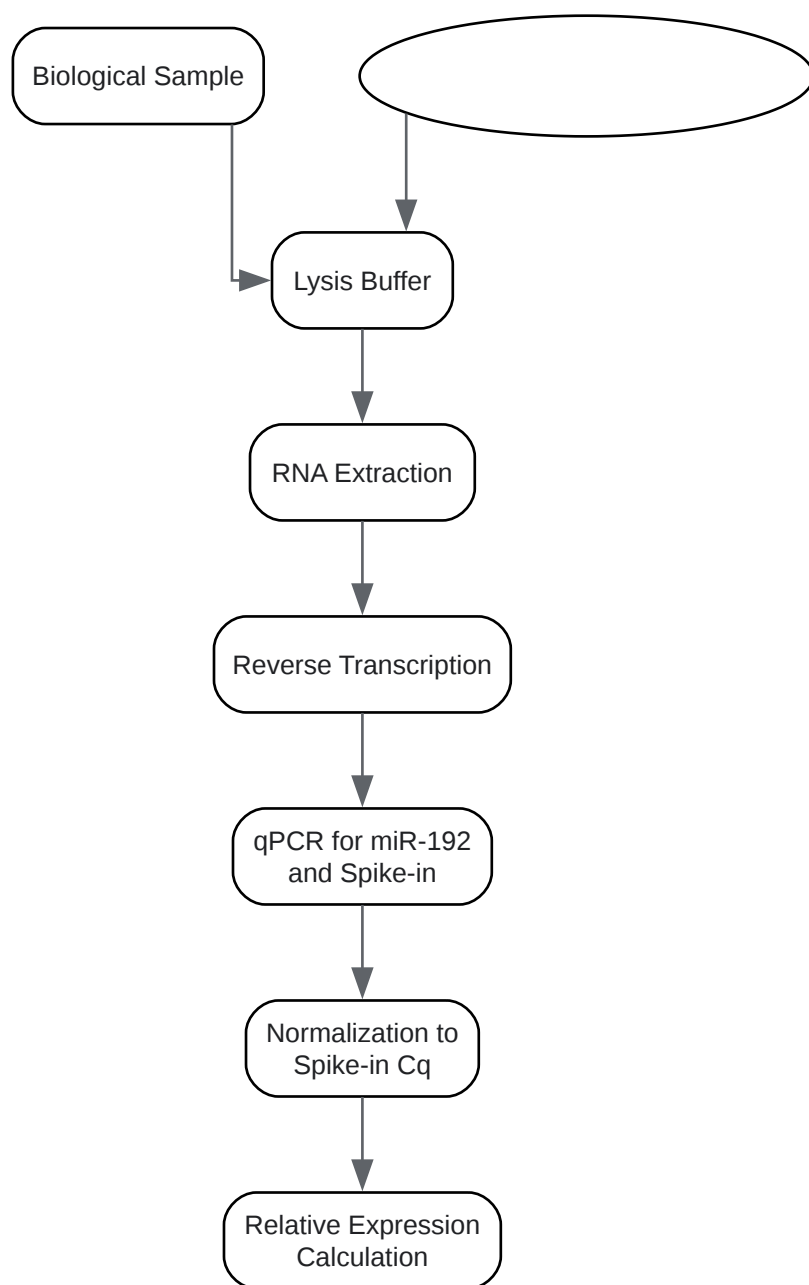 Biological Sample
Lysis Buffer
RNA Extraction
Reverse Transcription
qPCR for miR-192
and Spike-in
Normalization to
Spike-in Cq
Relative Expression
Calculation